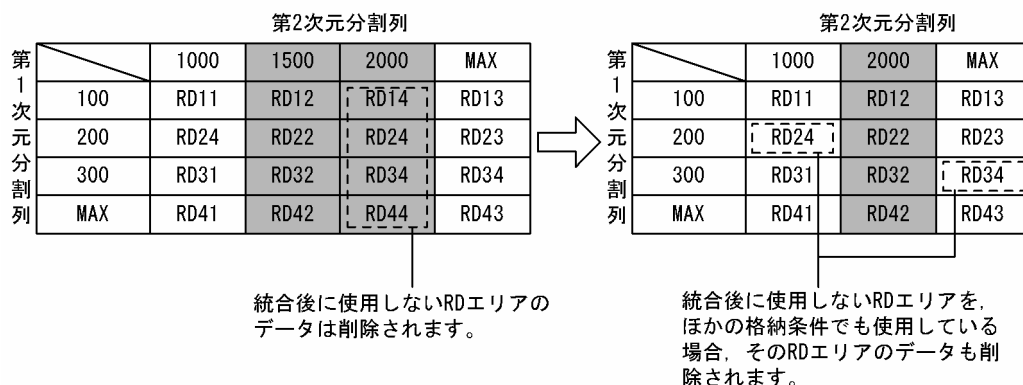 第2次元分割列
第1次元分割列
1000 1500 2000 MAX
100 RD11 RD12 RD14 RD13
200 RD24 RD22 RD24 RD23
300 RD31 RD32 RD34 RD34
MAX RD41 RD42 RD44 RD43
統合後に使用しないRDエリアの
データは削除されます。
第2次元分割列
第1次元分割列
1000 2000 MAX
100 RD11 RD12 RD13
200 RD24 RD22 RD23
300 RD31 RD32 RD34
MAX RD41 RD42 RD43
統合後に使用しないRDエリアを,
ほかの格納条件でも使用している
場合, そのRDエリアのデータも削
除されます。